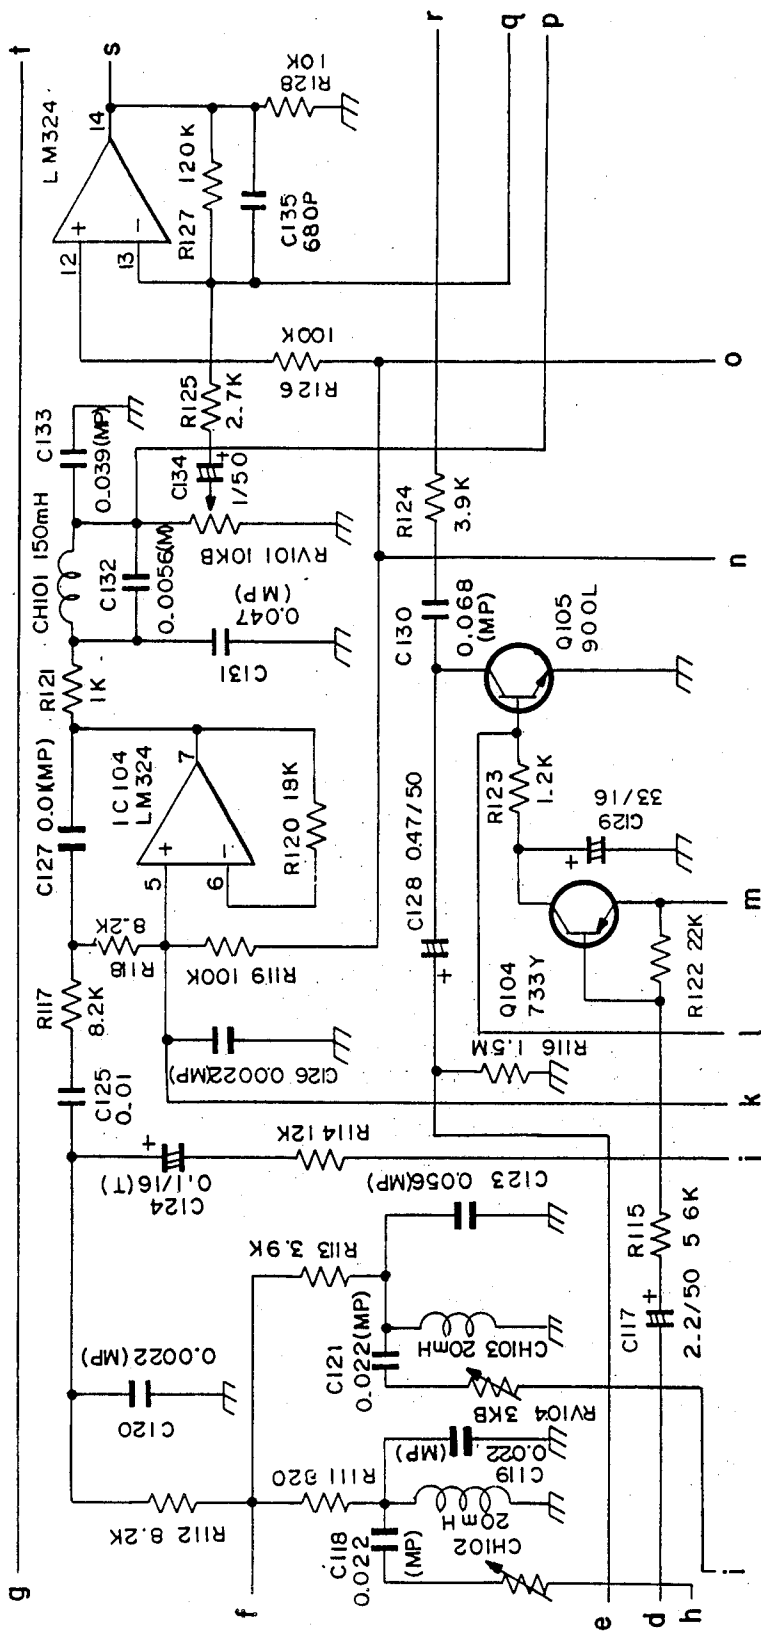 t
s
r
q
p
LM324
14
12
+
13
−
R127
120K
C135
680P
R128
10K
R126
100K
o
C133
0.039(MP)
R125
2.7K
C134
1/50
+
RV101 10KB
CH101 150mH
C132
0.0056(M)
0.047
(MP)
C131
R124
3.9K
n
C130
0.068
(MP)
Q105
900L
R121
1K
IC104
LM324
7
5
+
6
−
R120 18K
C127 0.01(MP)
R123
1.2K
C129
33/16
+
C128 0.47/50
+
m
R118
8.2K
R119 100K
Q104
733Y
R122 22K
R117
8.2K
C126 0.0022(MP)
R116 1.5M
l
C125
0.01
k
+
C124
0.1/16(T)
R114 12K
i
C123
0.056(MP)
R115
5 6K
R113 3.9K
C121
0.022(MP)
CH103 20mH
C117
2.2/50
+
RV104
3KB
C120
0.0022(MP)
R112 8.2K
R111 820
C119
0.022
(MP)
C118
0.022
(MP)
CH102
20mH
g
f
e
d
h
j